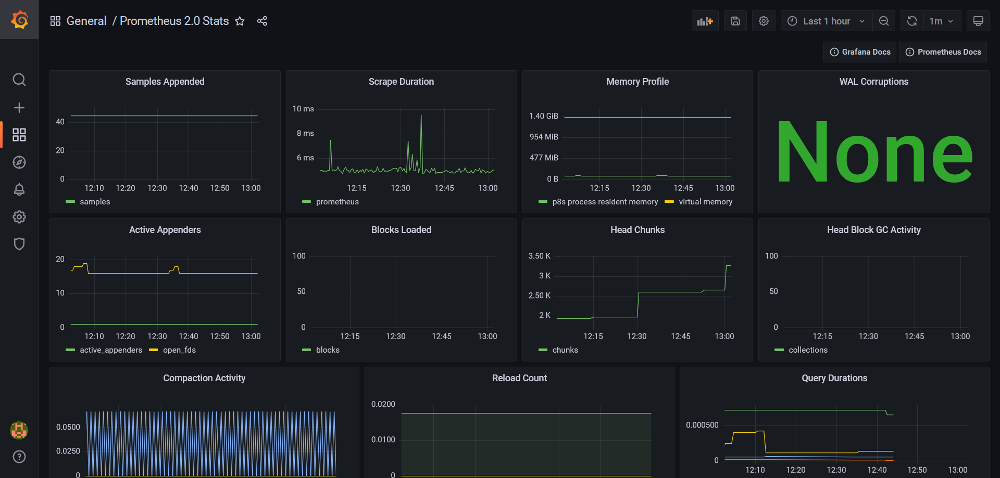 General / Prometheus 2.0 Stats
Last 1 hour
1m
Grafana Docs
Prometheus Docs
Samples Appended
40
20
0
12:10 12:20 12:30 12:40 12:50 13:00
samples
Scrape Duration
10 ms
8 ms
6 ms
12:15 12:30 12:45 13:00
prometheus
Memory Profile
1.40 GiB
954 MiB
477 MiB
0 B
12:15 12:30 12:45 13:00
p8s process resident memory virtual memory
WAL Corruptions
None
Active Appenders
20
10
0
12:10 12:20 12:30 12:40 12:50 13:00
active_appenders open_fds
Blocks Loaded
100
50
0
12:15 12:30 12:45 13:00
blocks
Head Chunks
3.50 K
3 K
2.50 K
2 K
12:15 12:30 12:45 13:00
chunks
Head Block GC Activity
100
50
0
12:15 12:30 12:45 13:00
collections
Compaction Activity
0.0500
0.0250
0
Reload Count
0.0200
0.0100
0
Query Durations
0.000500
0
12:10 12:20 12:30 12:40 12:50 13:00